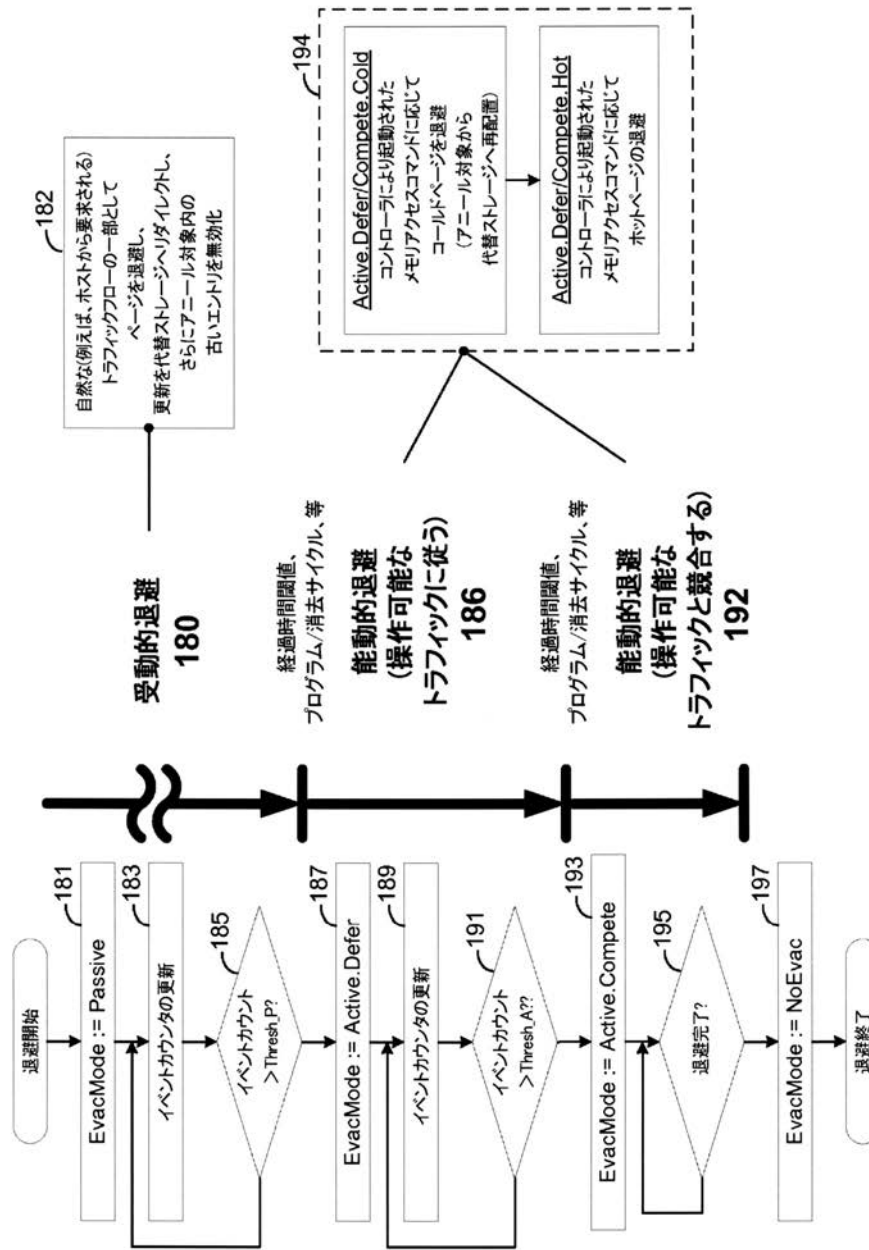 退避開始
181
EvacMode := Passive
183
イベントカウンタの更新
185
イベントカウント
＞Thresh_P?
187
EvacMode := Active.Defer
189
イベントカウンタの更新
191
イベントカウント
＞Thresh_A??
193
EvacMode := Active.Compete
195
退避完了?
197
EvacMode := NoEvac
退避終了
受動的退避
180
経過時間閾値、
プログラム/消去サイクル、等
能動的退避
(操作可能な
トラフィックに従う)
186
経過時間閾値、
プログラム/消去サイクル、等
能動的退避
(操作可能な
トラフィックと競合する)
192
182
自然な(例えば、ホストから要求される)
トラフィックフローの一部として
ページを退避し、
更新を代替ストレージへリダイレクトし、
さらにアニール対象内の
古いエントリを無効化
194
Active.Defer/Compete.Cold
コントローラにより起動された
メモリアクセスコマンドに応じて
コールドページを退避
(アニール対象から
代替ストレージへ再配置)
Active.Defer/Compete.Hot
コントローラにより起動された
メモリアクセスコマンドに応じて
ホットページの退避